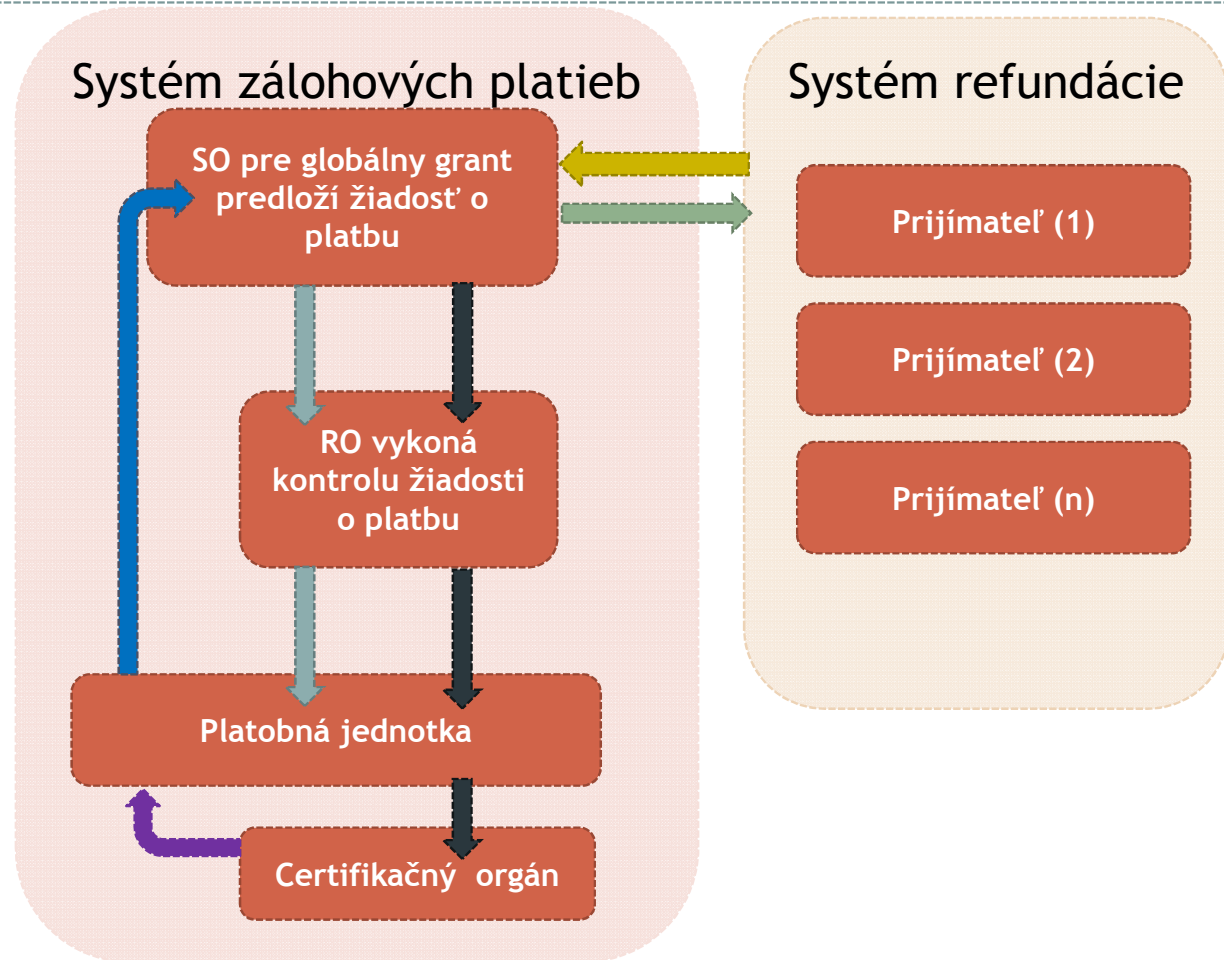 Systém zálohových platieb
SO pre globálny grant
predloží žiadosť o
platbu
RO vykoná
kontrolu žiadosti
o platbu
Platobná jednotka
Certifikačný  orgán
Systém refundácie
Prijímateľ (1)
Prijímateľ (2)
Prijímateľ (n)